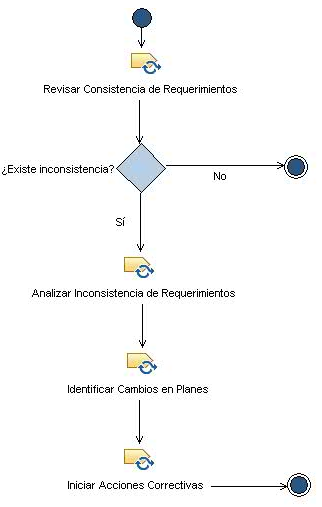 Revisar Consistencia de Requerimientos
¿Existe inconsistencia?
No
Sí
Analizar Inconsistencia de Requerimientos
Identificar Cambios en Planes
Iniciar Acciones Correctivas